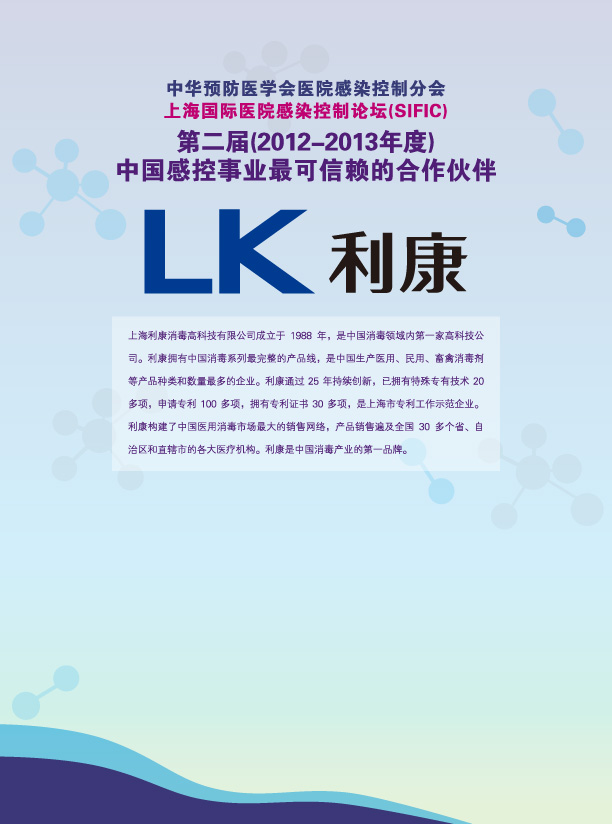 中华预防医学会医院感染控制分会
上海国际医院感染控制论坛(SIFIC)
第二届(2012-2013年度)
中国感控事业最可信赖的合作伙伴
LK 利康
上海利康消毒高科技有限公司成立于 1988 年，是中国消毒领域内第一家高科技公
司。利康拥有中国消毒系列最完整的产品线，是中国生产医用、民用、畜禽消毒剂
等产品种类和数量最多的企业。利康通过 25 年持续创新，已拥有特殊专有技术 20
多项，申请专利 100 多项，拥有专利证书 30 多项，是上海市专利工作示范企业。
利康构建了中国医用消毒市场最大的销售网络，产品销售遍及全国 30 多个省、自
治区和直辖市的各大医疗机构。利康是中国消毒产业的第一品牌。